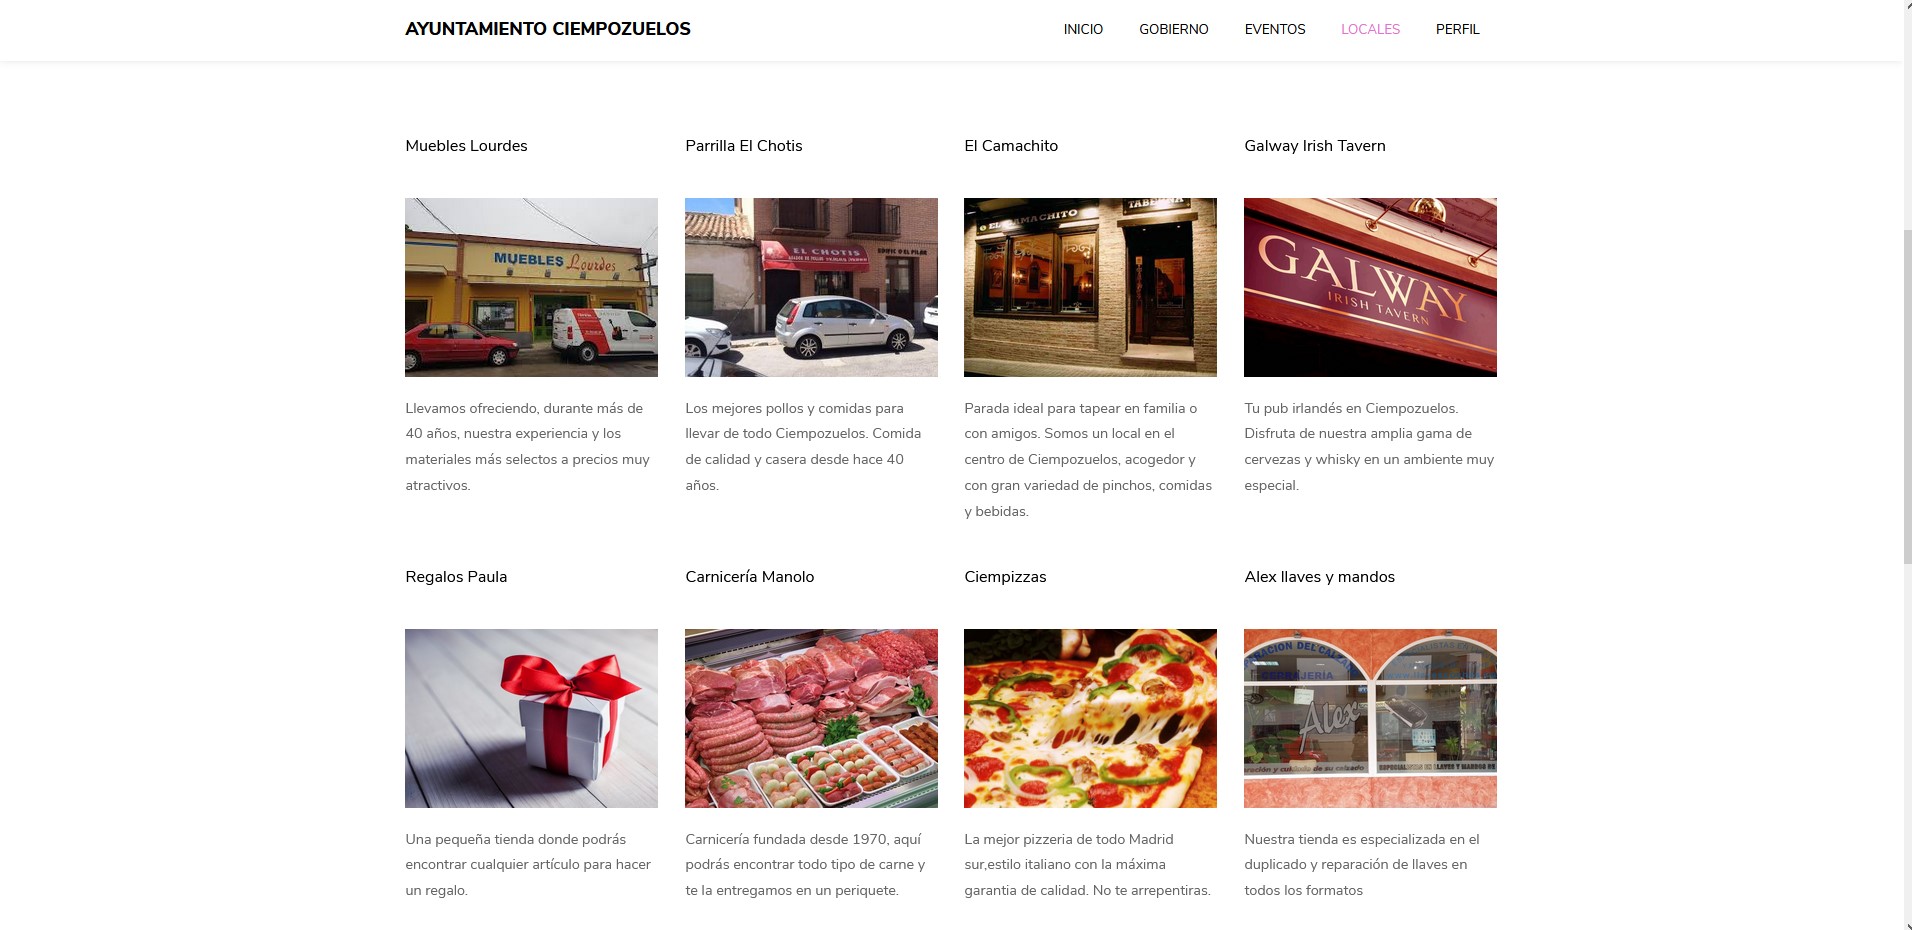 AYUNTAMIENTO CIEMPOZUELOS
INICIO GOBIERNO EVENTOS LOCALES PERFIL
Muebles Lourdes
MUEBLES Lourdes
Llevamos ofreciendo, durante más de
40 años, nuestra experiencia y los
materiales más selectos a precios muy
atractivos.
Parrilla El Chotis
EL CHOTIS
Los mejores pollos y comidas para
llevar de todo Ciempozuelos. Comida
de calidad y casera desde hace 40
años.
El Camachito
EL CAMACHITO
TABERNA
Parada ideal para tapear en familia o
con amigos. Somos un local en el
centro de Ciempozuelos, acogedor y
con gran variedad de pinchos, comidas
y bebidas.
Galway Irish Tavern
GALWAY
IRISH TAVERN
Tu pub irlandés en Ciempozuelos.
Disfruta de nuestra amplia gama de
cervezas y whisky en un ambiente muy
especial.
Regalos Paula
Una pequeña tienda donde podrás
encontrar cualquier artículo para hacer
un regalo.
Carnicería Manolo
Carnicería fundada desde 1970, aquí
podrás encontrar todo tipo de carne y
te la entregamos en un periquete.
Ciempizzas
La mejor pizzeria de todo Madrid
sur,estilo italiano con la máxima
garantia de calidad. No te arrepentiras.
Alex llaves y mandos
CERRAJERÍA
Alex
Nuestra tienda es especializada en el
duplicado y reparación de llaves en
todos los formatos